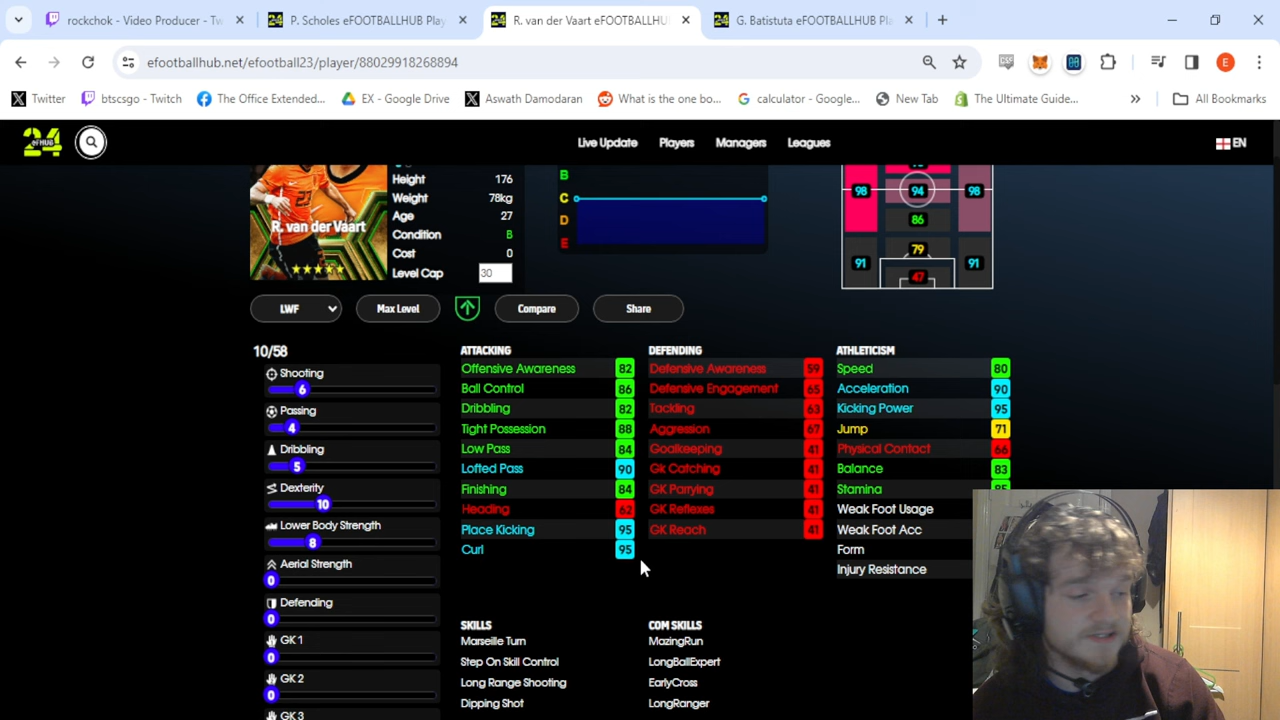 rockchok - Video Producer - Tw
P. Scholes eFOOTBALLHUB Play
R. van der Vaart eFOOTBALLHU
G. Batistuta eFOOTBALLHUB Pla
efootballhub.net/efootball23/player/88029918268894
E
Twitter
btscsgo - Twitch
The Office Extended...
EX - Google Drive
Aswath Damodaran
What is the one bo...
calculator - Google...
New Tab
The Ultimate Guide...
All Bookmarks
24
eFHUB
Live Update
Players
Managers
Leagues
EN
R. van der Vaart
Height 176
Weight 78kg
Age 27
Condition B
Cost 0
Level Cap 30
B
C
D
E
98 94 98
86
79
91 91
47
LWF
Max Level
Compare
Share
10/58
Shooting
6
Passing
4
Dribbling
5
Dexterity
10
Lower Body Strength
8
Aerial Strength
0
Defending
0
GK 1
0
GK 2
0
GK 3
ATTACKING
Offensive Awareness 82
Ball Control 86
Dribbling 82
Tight Possession 88
Low Pass 84
Lofted Pass 90
Finishing 84
Heading 62
Place Kicking 95
Curl 95
DEFENDING
Defensive Awareness 59
Defensive Engagement 65
Tackling 63
Aggression 67
Goalkeeping 41
Gk Catching 41
GK Parrying 41
GK Reflexes 41
GK Reach 41
ATHLETICISM
Speed 80
Acceleration 90
Kicking Power 95
Jump 71
Physical Contact 66
Balance 83
Stamina
Weak Foot Usage
Weak Foot Acc
Form
Injury Resistance
SKILLS
Marseille Turn
Step On Skill Control
Long Range Shooting
Dipping Shot
COM SKILLS
MazingRun
LongBallExpert
EarlyCross
LongRanger